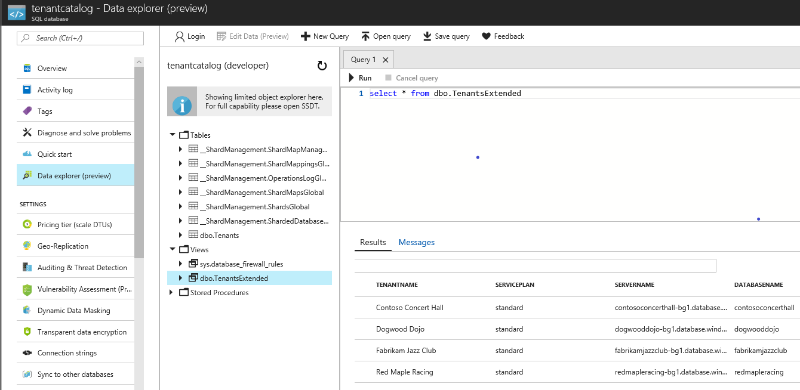 tenantcatalog - Data explorer (preview)
SQL database
Search (Ctrl+/)
Overview
Activity log
Tags
Diagnose and solve problems
Quick start
Data explorer (preview)
SETTINGS
Pricing tier (scale DTUs)
Geo-Replication
Auditing & Threat Detection
Vulnerability Assessment (Pr...
Dynamic Data Masking
Transparent data encryption
Connection strings
Sync to other databases
Login Edit Data (Preview) New Query Open query Save query Feedback
tenantcatalog (developer)
Showing limited object explorer here.
For full capability please open SSDT.
Tables
__ShardManagement.ShardMapManag...
__ShardManagement.ShardMappingsGl...
__ShardManagement.OperationsLogGl...
__ShardManagement.ShardMapsGlobal
__ShardManagement.ShardsGlobal
__ShardManagement.ShardedDatabase...
dbo.Tenants
Views
sys.database_firewall_rules
dbo.TenantsExtended
Stored Procedures
Query 1
Run Cancel query
1 select * from dbo.TenantsExtended
Results Messages
TENANTNAME SERVICEPLAN SERVERNAME DATABASENAME
Contoso Concert Hall standard contosoconcerthall-bg1.database.... contosoconcerthall
Dogwood Dojo standard dogwooddojo-bg1.database.wind... dogwooddojo
Fabrikam Jazz Club standard fabrikamjazzclub-bg1.database.wi... fabrikamjazzclub
Red Maple Racing standard redmapleracing-bg1.database.wi... redmapleracing